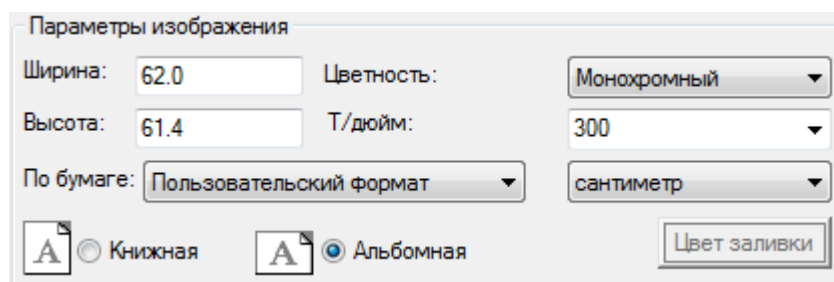 Параметры изображения
Ширина: 62.0 Цветность: Монохромный
Высота: 61.4 Т/дюйм: 300
По бумаге: Пользовательский формат сантиметр
A Книжная A Альбомная Цвет заливки